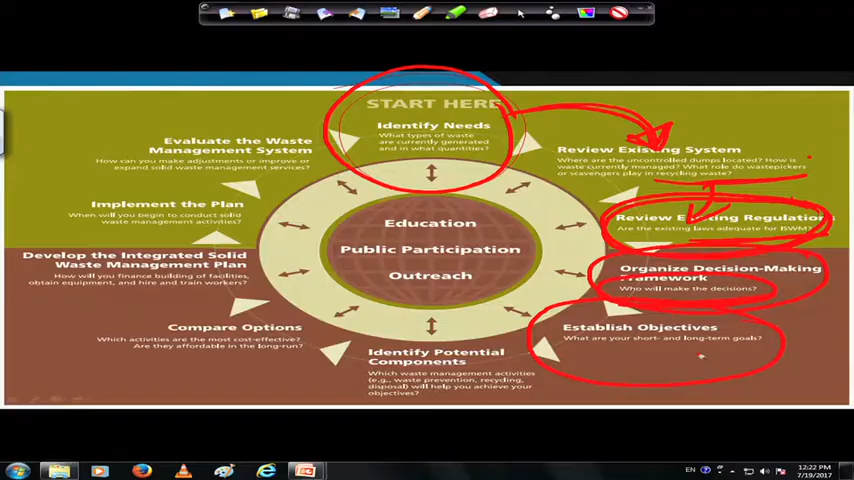 START HERE
Identify Needs
What types of waste
are currently generated
and in what quantities?
Review Existing System
Where are the uncontrolled dumps located? How is
waste currently managed? What role do wastepickers
or scavengers play in recycling waste?
Review Existing Regulations
Are the existing laws adequate for ISWM?
Organize Decision-Making
Framework
Who will make the decisions?
Establish Objectives
What are your short- and long-term goals?
Identify Potential
Components
Which waste management activities
(e.g., waste prevention, recycling,
disposal) will help you achieve your
objectives?
Compare Options
Which activities are the most cost-effective?
Are they affordable in the long-run?
Develop the Integrated Solid
Waste Management Plan
How will you finance building of facilities,
obtain equipment, and hire and train workers?
Implement the Plan
When will you begin to conduct solid
waste management activities?
Evaluate the Waste
Management System
How can you make adjustments or improve or
expand solid waste management services?
Education
Public Participation
Outreach
EN
12:22 PM
7/19/2017